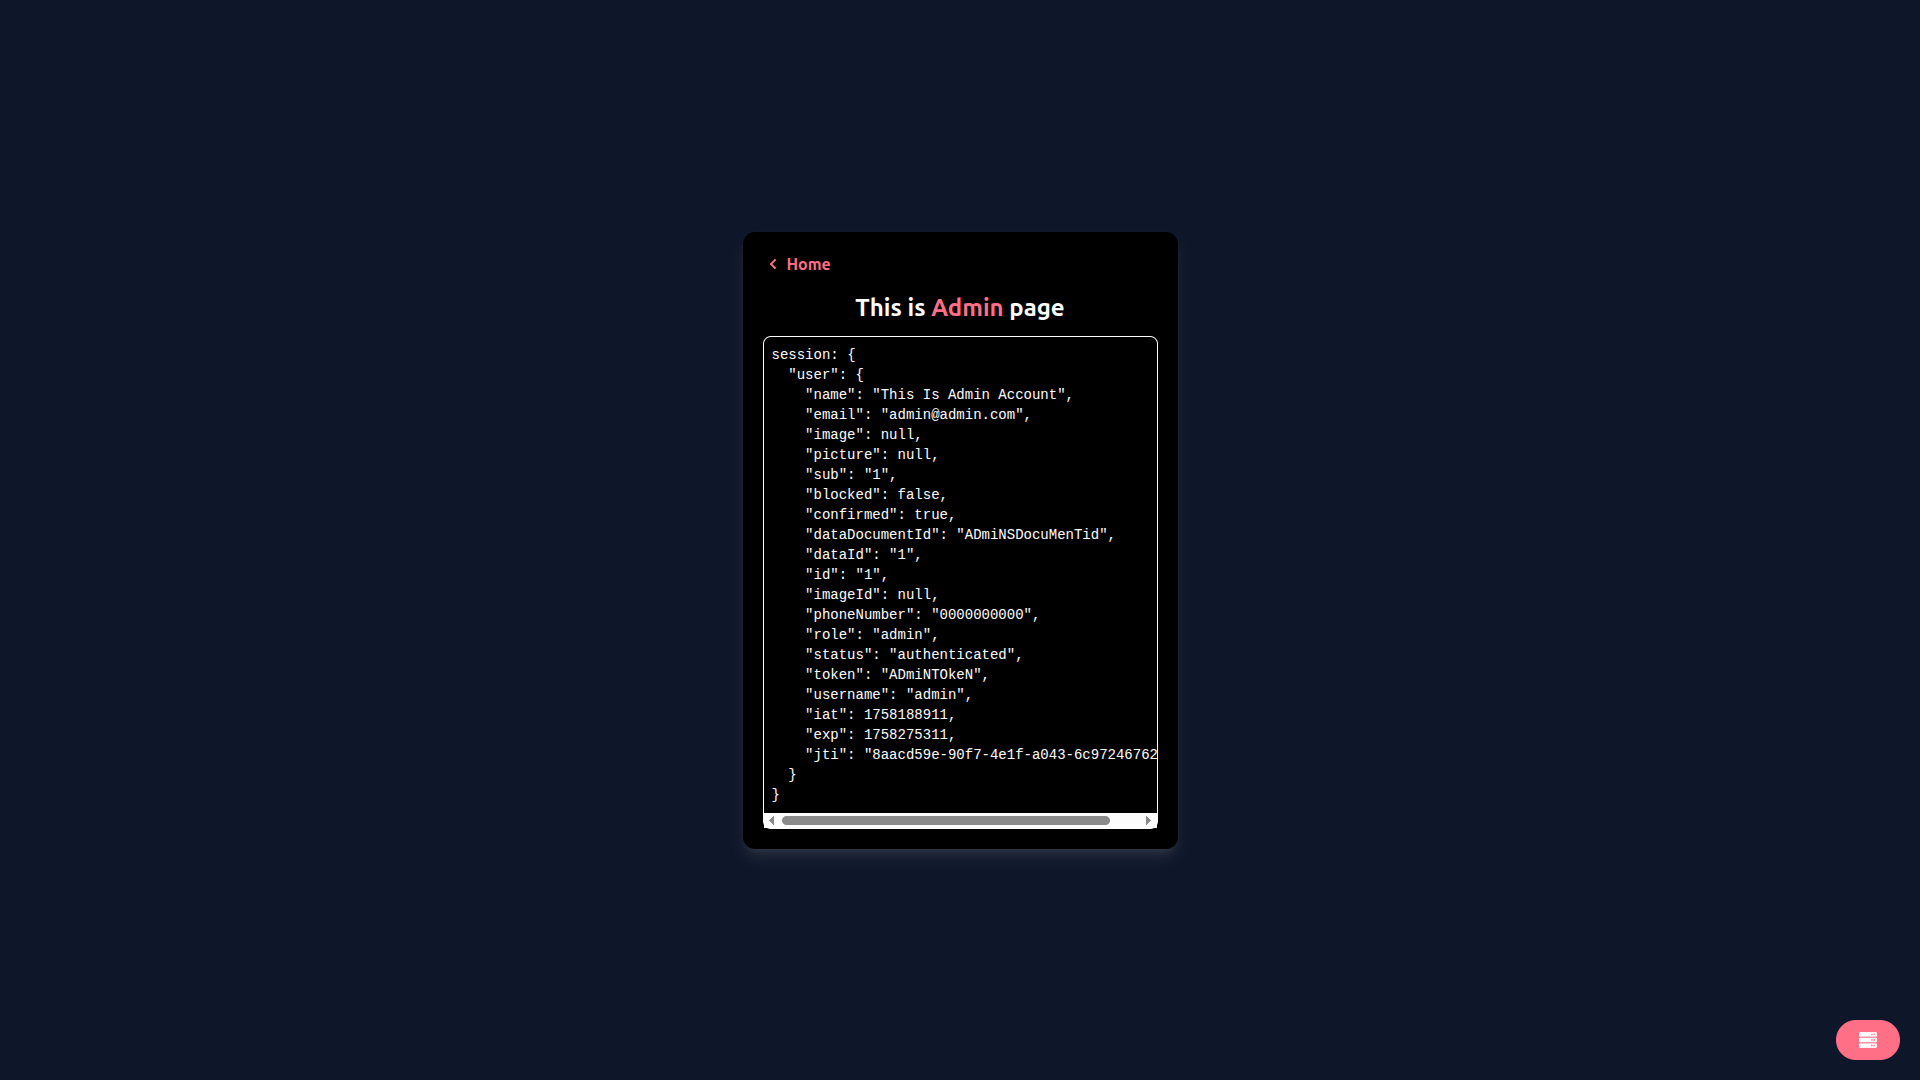 Home
This is Admin page
session: {
  "user": {
    "name": "This Is Admin Account",
    "email": "admin@admin.com",
    "image": null,
    "picture": null,
    "sub": "1",
    "blocked": false,
    "confirmed": true,
    "dataDocumentId": "ADmiNSDocuMenTid",
    "dataId": "1",
    "id": "1",
    "imageId": null,
    "phoneNumber": "0000000000",
    "role": "admin",
    "status": "authenticated",
    "token": "ADmiNTOkeN",
    "username": "admin",
    "iat": 1758188911,
    "exp": 1758275311,
    "jti": "8aacd59e-90f7-4e1f-a043-6c97246762
  }
}